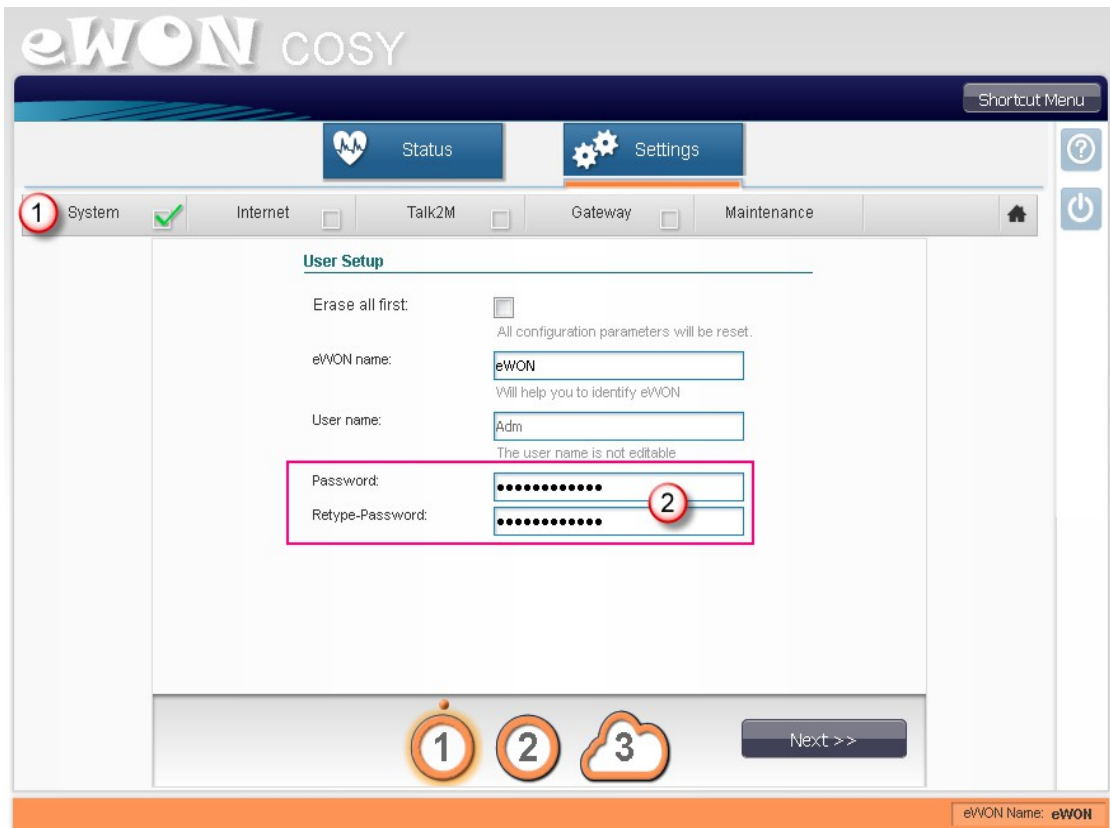 eWON COSY
Shortcut Menu
Status Settings
1 System Internet Talk2M Gateway Maintenance
User Setup
Erase all first:
All configuration parameters will be reset.
eWON name: eWON
Will help you to identify eWON
User name: Adm
The user name is not editable
Password: ●●●●●●●●●●●● 2
Retype-Password: ●●●●●●●●●●●●
1 2 3 Next >>
eWON Name: eWON